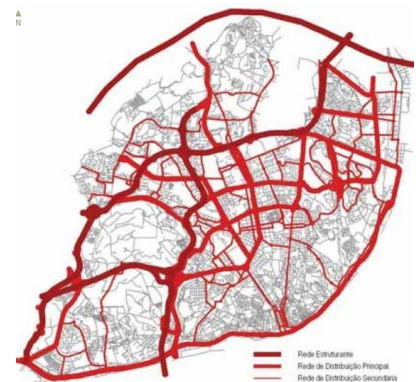 N
Rede Estruturante
Rede de Distribuição Principal
Rede de Distribuição Secundária